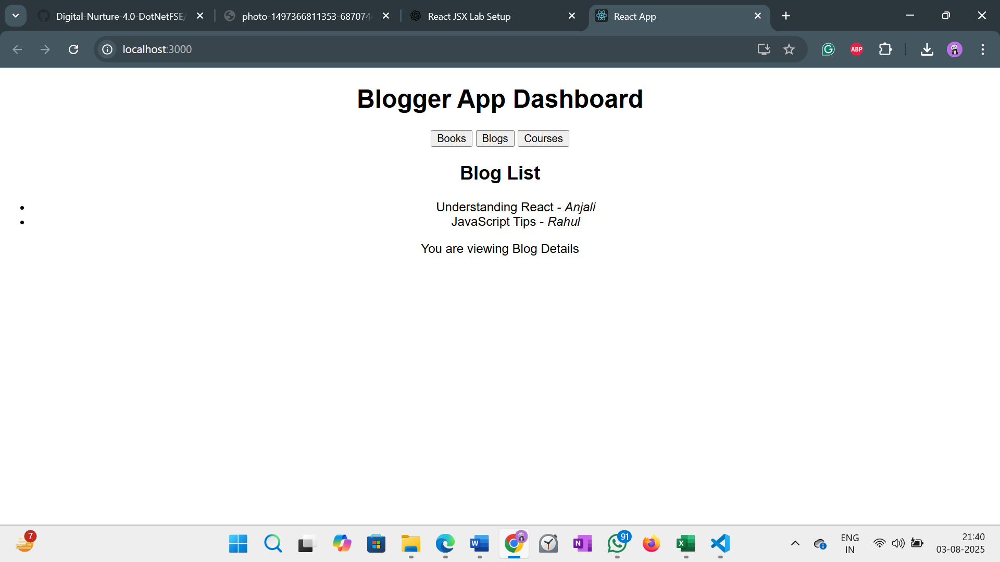 Digital-Nurture-4.0-DotNetFSE/
photo-1497366811353-687074
React JSX Lab Setup
React App
localhost:3000
ABP
Blogger App Dashboard
Books Blogs Courses
Blog List
• Understanding React - Anjali
• JavaScript Tips - Rahul
You are viewing Blog Details
7
91
ENG
IN
21:40
03-08-2025